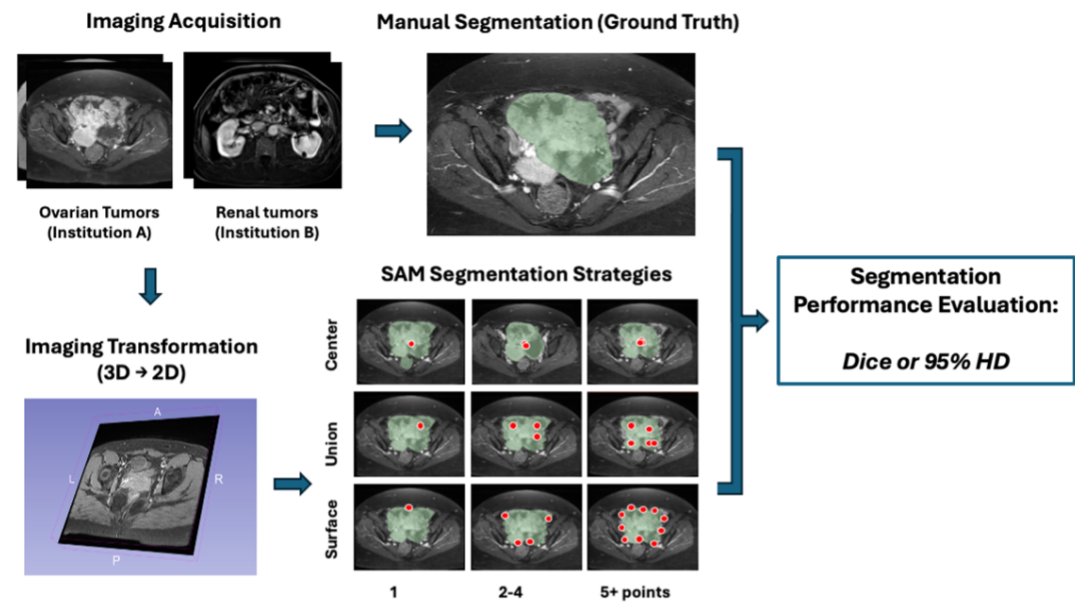 Imaging Acquisition
Manual Segmentation (Ground Truth)
Ovarian Tumors
(Institution A)
Renal tumors
(Institution B)
Imaging Transformation
(3D → 2D)
A
L
R
P
SAM Segmentation Strategies
Center
Union
Surface
1
2-4
5+ points
Segmentation
Performance Evaluation:
Dice or 95% HD